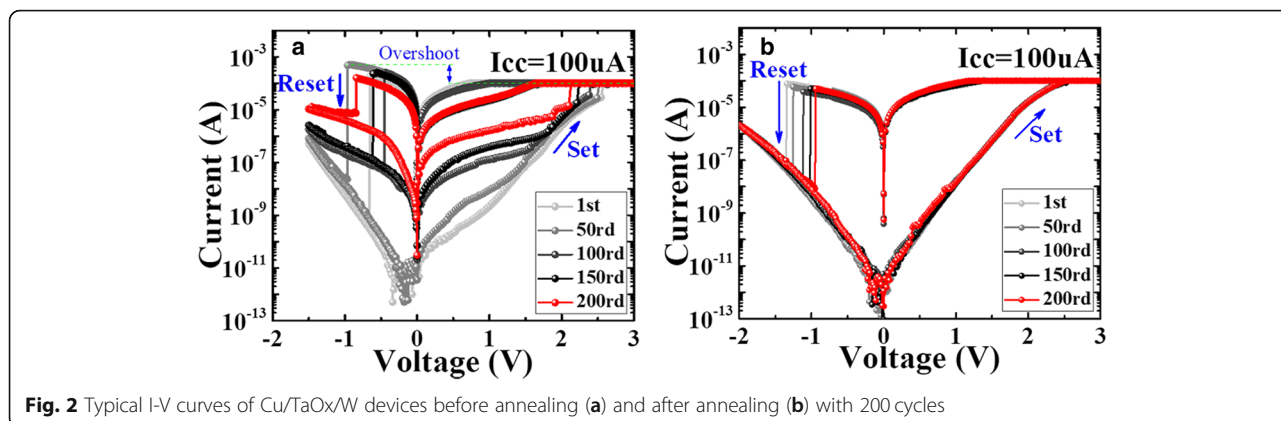 a
Overshoot
Icc=100uA
Reset
Set
1st
50rd
100rd
150rd
200rd
Current (A)
10-3
10-5
10-7
10-9
10-11
10-13
-2 -1 0 1 2 3
Voltage (V)
b
Icc=100uA
Reset
Set
1st
50rd
100rd
150rd
200rd
Current (A)
10-3
10-5
10-7
10-9
10-11
10-13
-2 -1 0 1 2 3
Voltage (V)
Fig. 2 Typical I-V curves of Cu/TaOx/W devices before annealing (a) and after annealing (b) with 200 cycles